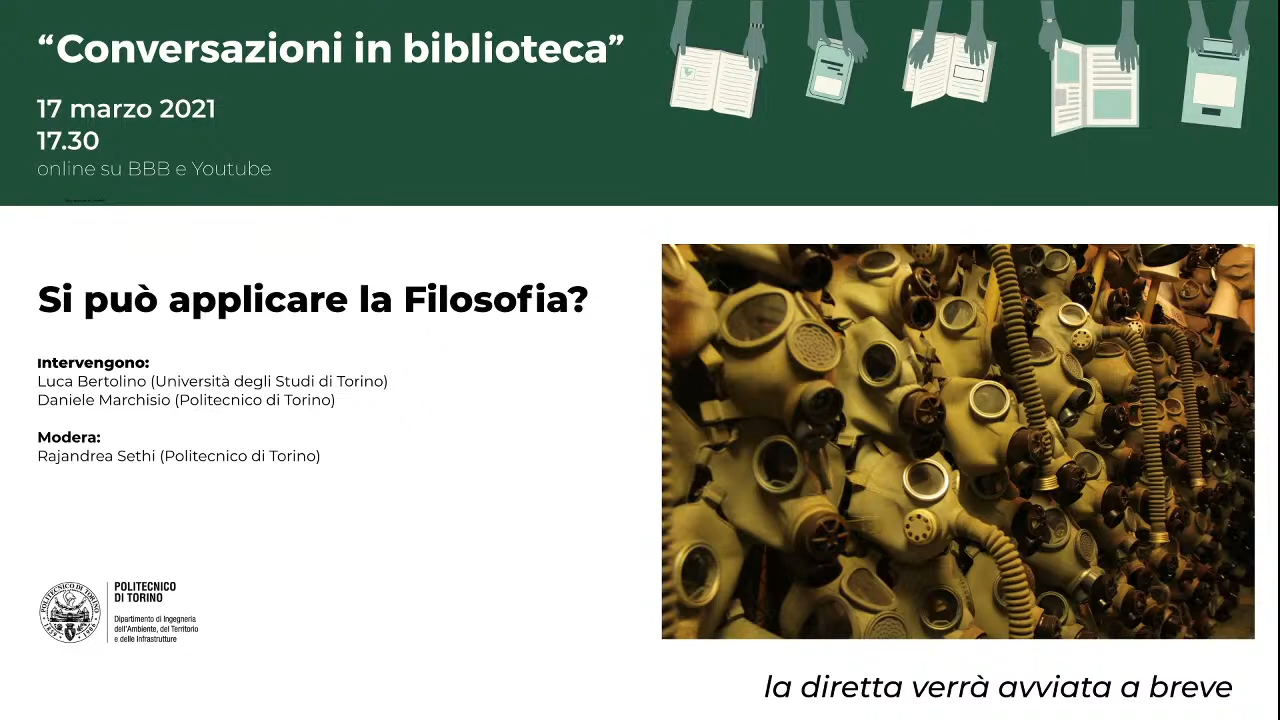 “Conversazioni in biblioteca”
17 marzo 2021
17.30
online su BBB e Youtube
Si può applicare la Filosofia?
Intervengono:
Luca Bertolino (Università degli Studi di Torino)
Daniele Marchisio (Politecnico di Torino)
Modera:
Rajandrea Sethi (Politecnico di Torino)
POLITECNICO
DI TORINO
Dipartimento di Ingegneria
dell'Ambiente, del Territorio
e delle Infrastrutture
la diretta verrà avviata a breve